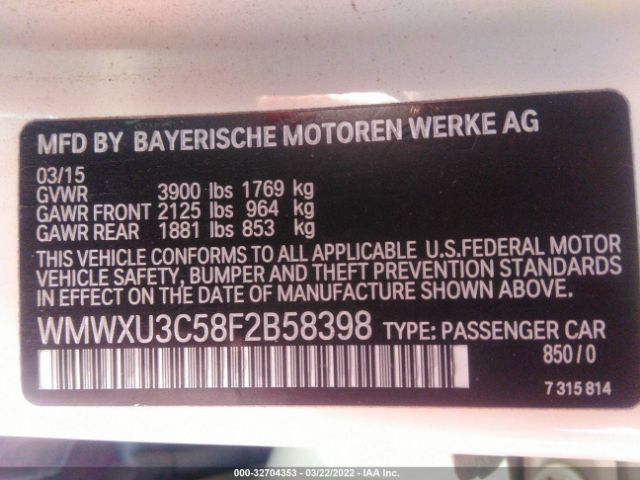 MFD BY BAYERISCHE MOTOREN WERKE AG
03/15
GVWR 3900 lbs 1769 kg
GAWR FRONT 2125 lbs 964 kg
GAWR REAR 1881 lbs 853 kg
THIS VEHICLE CONFORMS TO ALL APPLICABLE U.S.FEDERAL MOTOR
VEHICLE SAFETY, BUMPER AND THEFT PREVENTION STANDARDS
IN EFFECT ON THE DATE OF MANUFACTURE SHOWN ABOVE.
WMWXU3C58F2B58398 TYPE: PASSENGER CAR
850/0
7 315 814
000-32704353 — 03/22/2022 - IAA Inc.